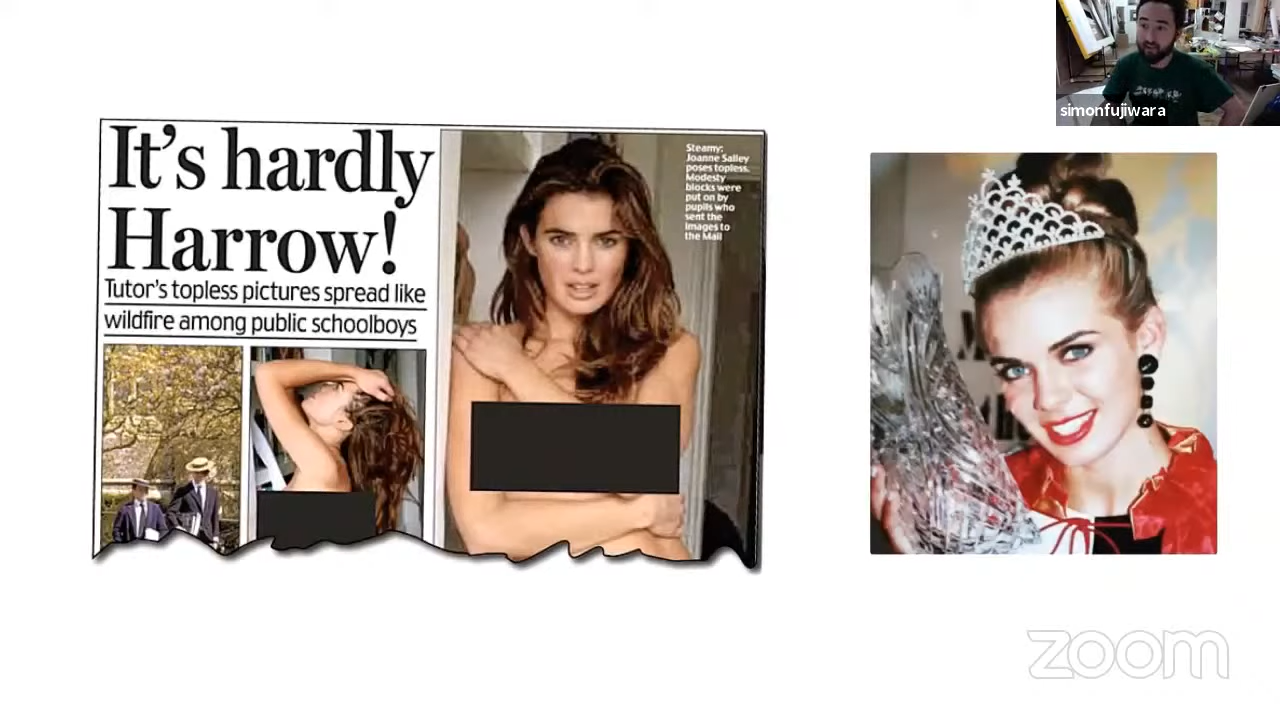 simonfujiwara
It's hardly
Harrow!
Tutor's topless pictures spread like
wildfire among public schoolboys
Steamy:
Joanne Salley
poses topless.
Modesty
blocks were
put on by
pupils who
sent the
images to
the Mail
zoom